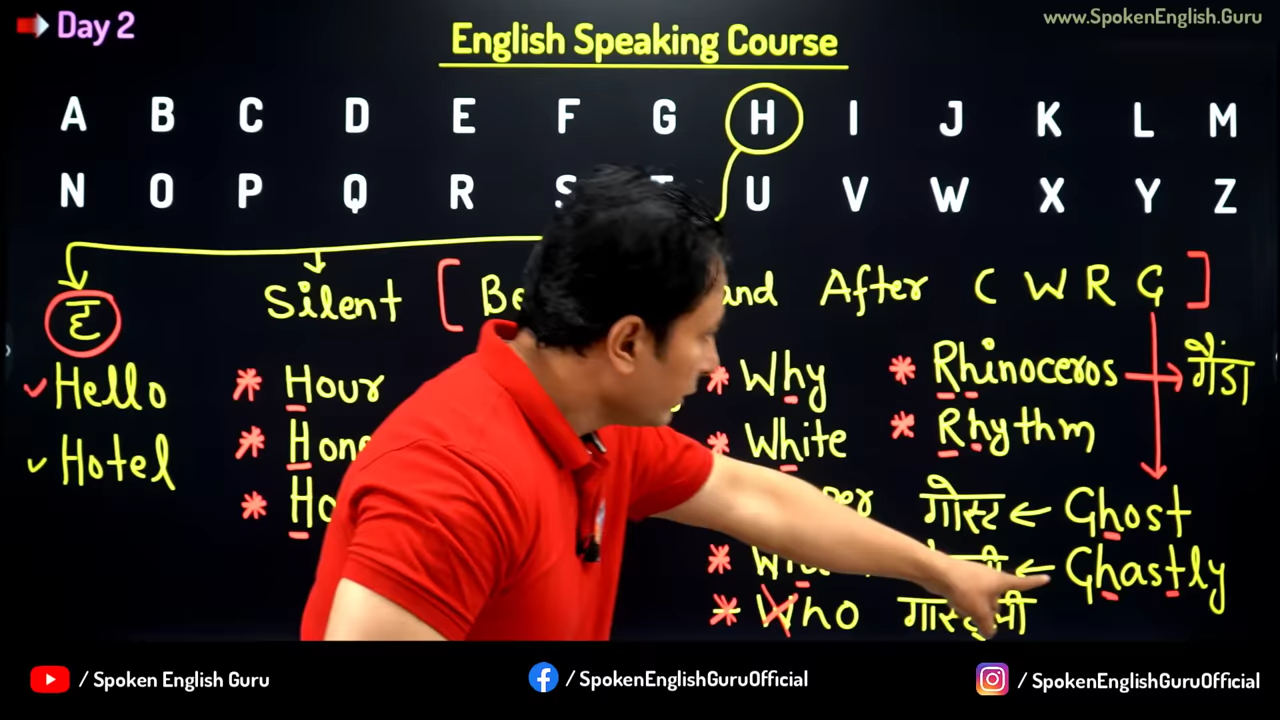 Day 2
www.SpokenEnglish.Guru
English Speaking Course
A B C D E F G H I J K L M
N O P Q R S U V W X Y Z
ह
Silent [ and After C W R G ]
Hello * Hour * Why * Rhinoceros → गैंडा
Hotel * * White * Rhythm
* गोस्ट ← Ghost
* ← Ghastly
* Who
/ Spoken English Guru
/ SpokenEnglishGuruOfficial
/ SpokenEnglishGuruOfficial